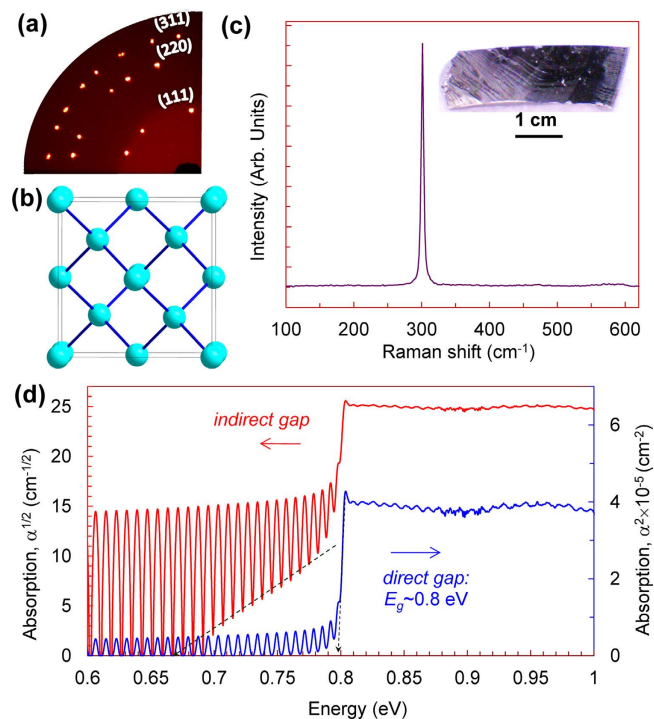 (a)
(311)
(220)
(111)
(b)
(c)
Intensity (Arb. Units)
1 cm
100 200 300 400 500 600
Raman shift (cm-1)
(d)
25
20
15
10
5
0
Absorption, α1/2 (cm-1/2)
indirect gap
6
4
2
0
Absorption, α2×10-5 (cm-2)
direct gap:
Eg~0.8 eV
0.6 0.65 0.7 0.75 0.8 0.85 0.9 0.95 1
Energy (eV)